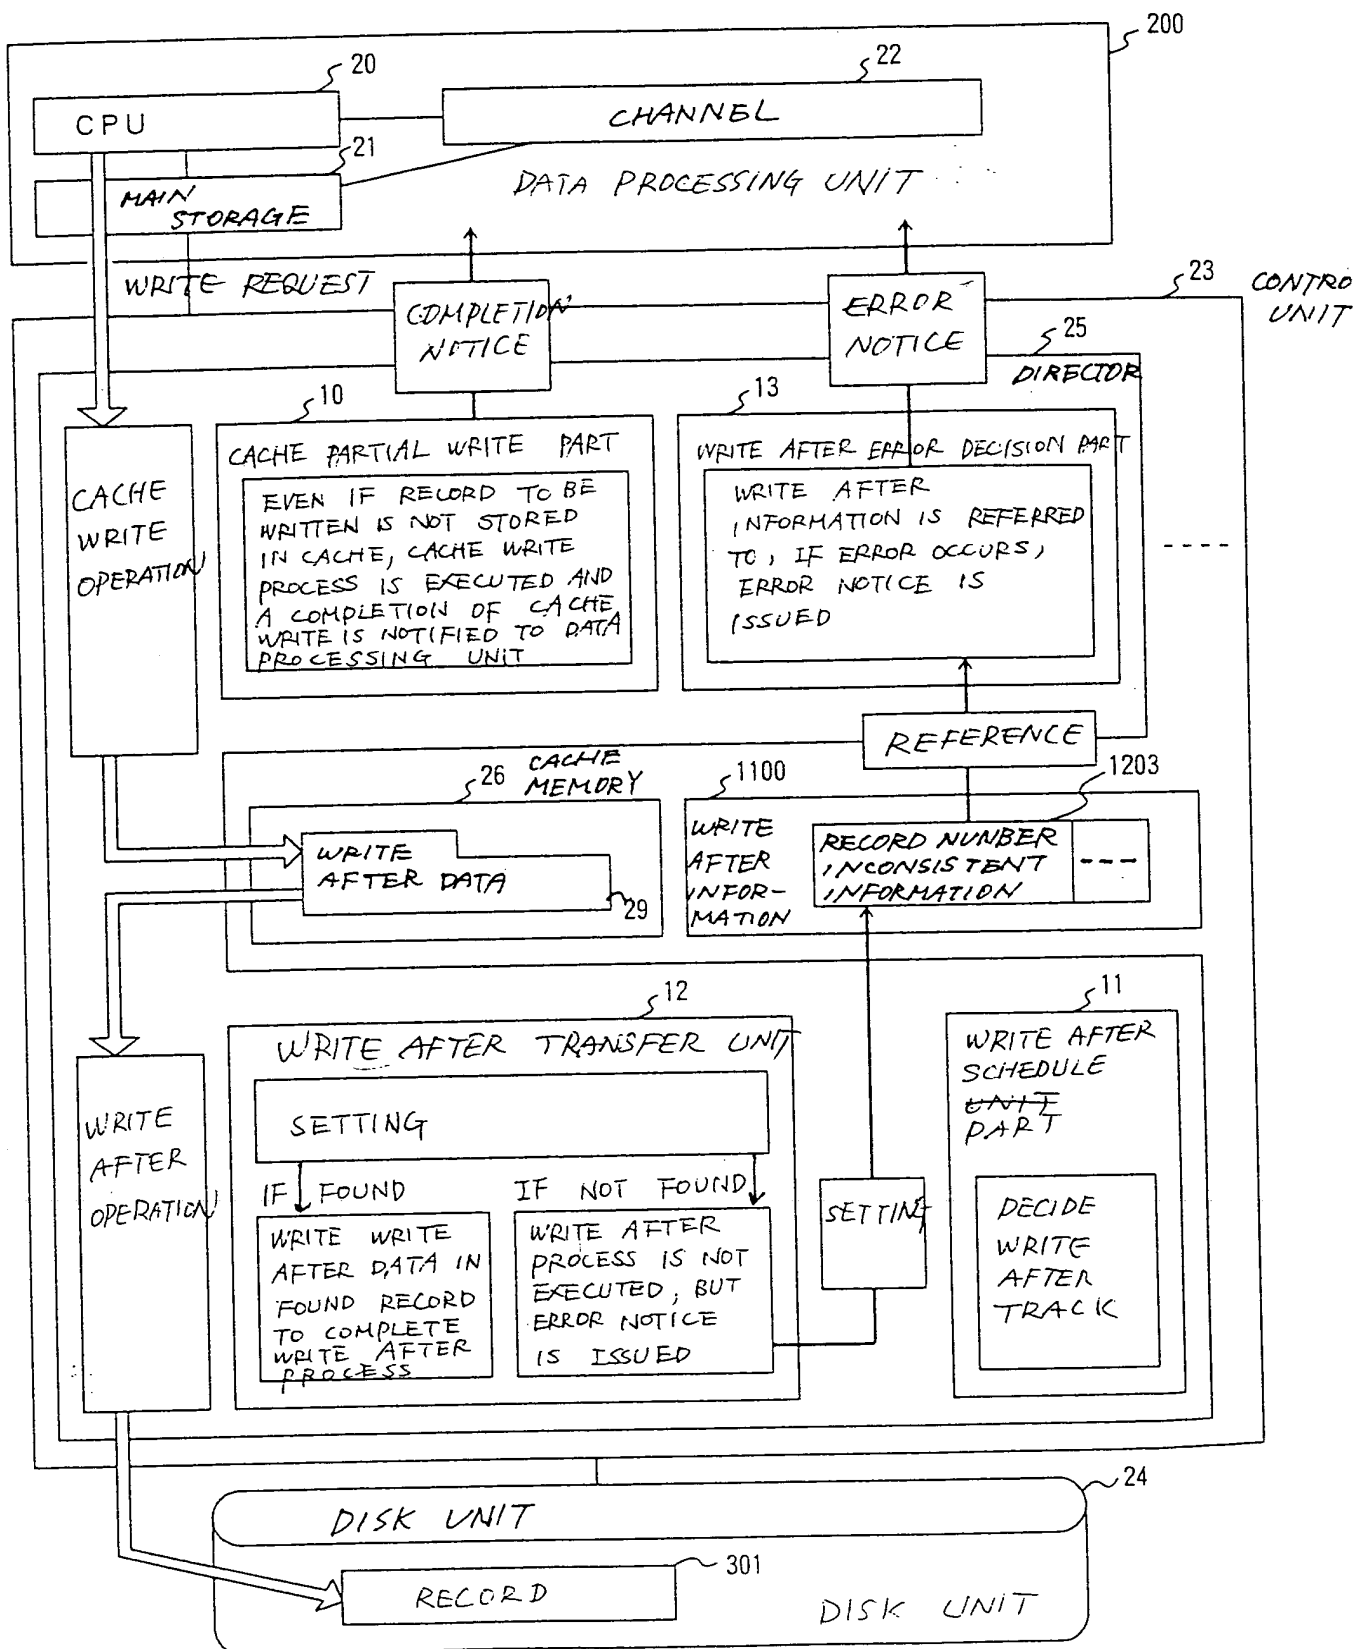 200
20
22
CPU
CHANNEL
21
MAIN
STORAGE
DATA PROCESSING UNIT
WRITE REQUEST
COMPLETION
NOTICE
ERROR
NOTICE
23
CONTRO
UNIT
25
DIRECTOR
10
13
CACHE
WRITE
OPERATION
CACHE PARTIAL WRITE PART
EVEN IF RECORD TO BE
WRITTEN IS NOT STORED
IN CACHE, CACHE WRITE
PROCESS IS EXECUTED AND
A COMPLETION OF CACHE
WRITE IS NOTIFIED TO DATA
PROCESSING UNIT
WRITE AFTER ERROR DECISION PART
WRITE AFTER
INFORMATION IS REFERRED
TO, IF ERROR OCCURS,
ERROR NOTICE IS
ISSUED
----
REFERENCE
26
CACHE
MEMORY
WRITE
AFTER DATA
29
1100
1203
WRITE
AFTER
INFOR-
MATION
RECORD NUNBER
INCONSISTENT
INFORMATION
---
WRITE
AFTER
OPERATION
12
WRITE AFTER TRANSFER UNIT
SETTING
IF FOUND
IF NOT FOUND
WRITE WRITE
AFTER DATA IN
FOUND RECORD
TO COMPLETE
WRITE AFTER
PROCESS
WRITE AFTER
PROCESS IS NOT
EXECUTED, BUT
ERROR NOTICE
IS ISSUED
SETTING
11
WRITE AFTER
SCHEDULE
UNIT
PART
DECIDE
WRITE
AFTER
TRACK
24
DISK UNIT
301
RECORD
DISK UNIT